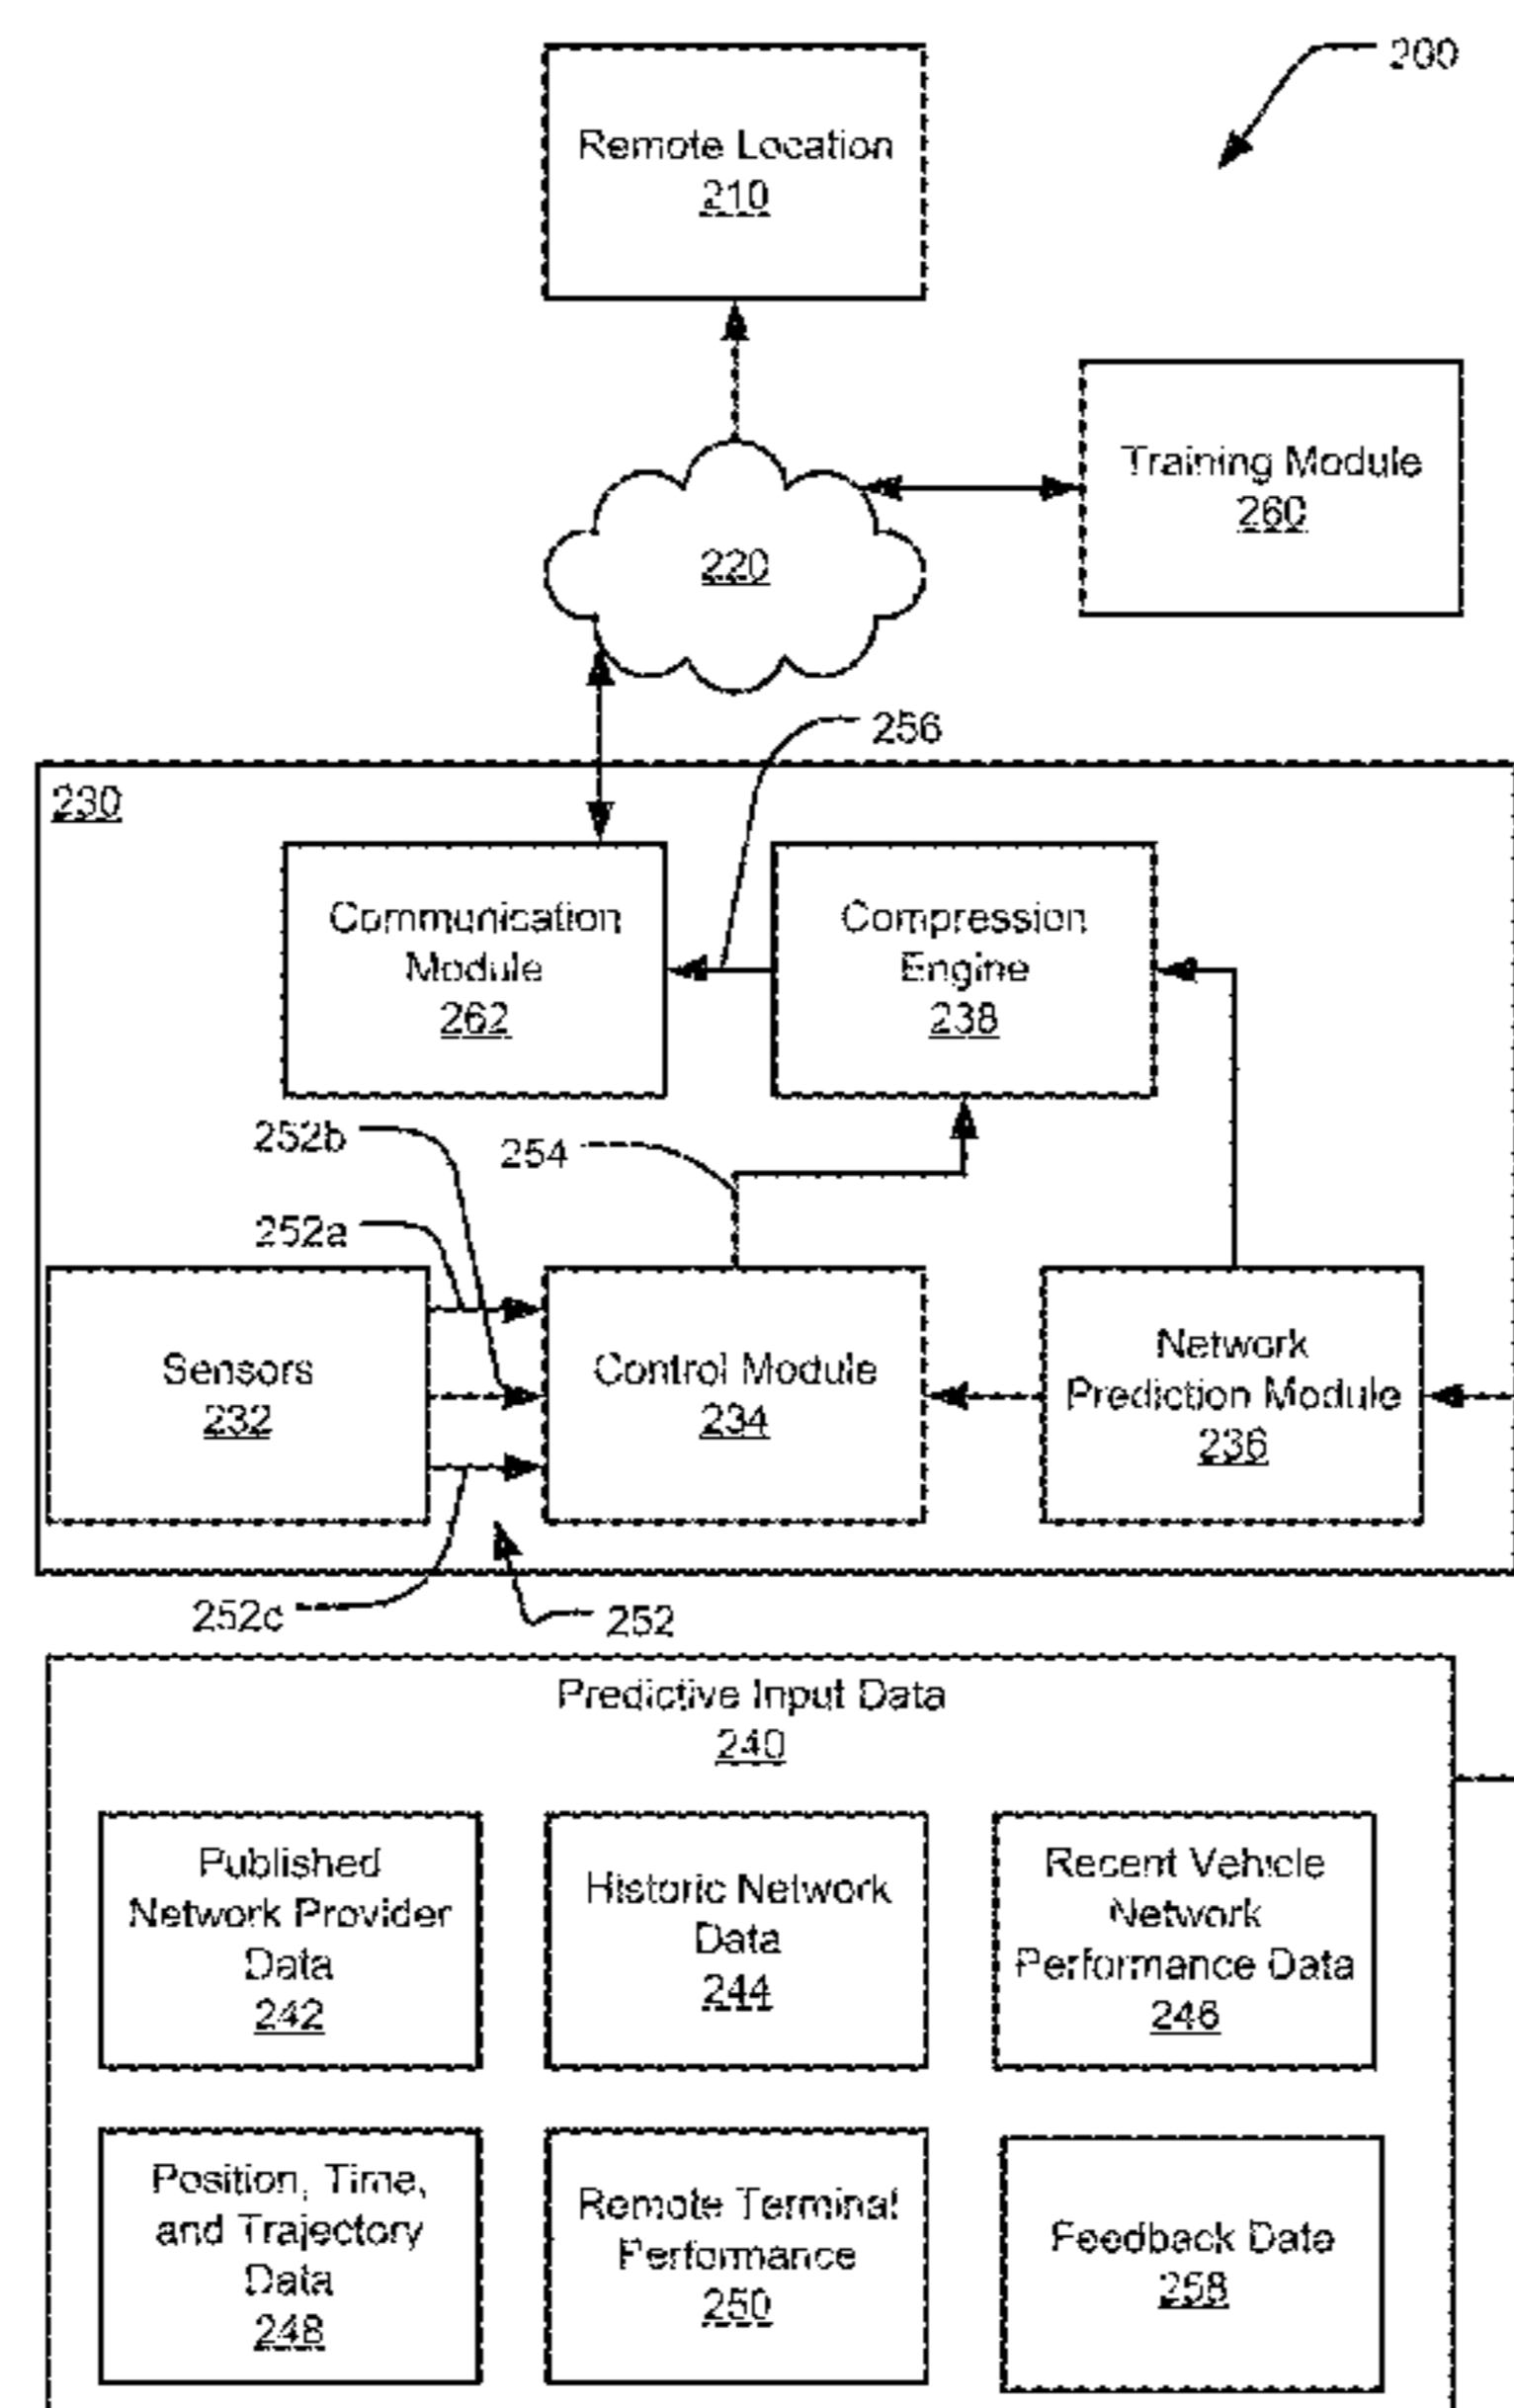 200
Remote Location
210
Training Module
260
220
256
230
Communication
Module
262
Compression
Engine
238
252b
254
252a
Sensors
232
Control Module
234
Network
Prediction Module
236
252c
252
Predictive Input Data
240
Published
Network Provider
Data
242
Historic Network
Data
244
Recent Vehicle
Network
Performance Data
246
Position, Time,
and Trajectory
Data
248
Remote Terminal
Performance
250
Feedback Data
258